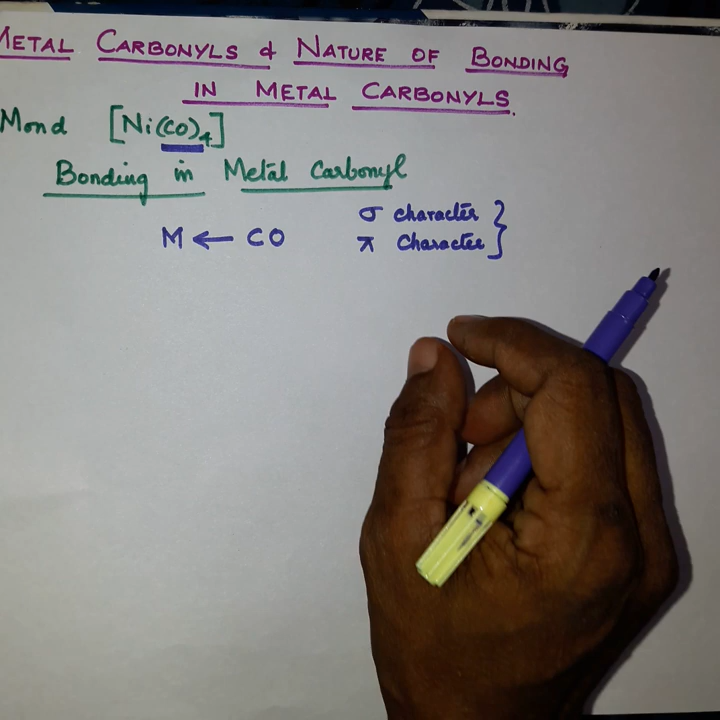 METAL CARBONYLS & NATURE OF BONDING
IN METAL CARBONYLS.
Mond [Ni(CO)4]
Bonding in Metal Carbonyl
M ← CO
σ character }
π Character